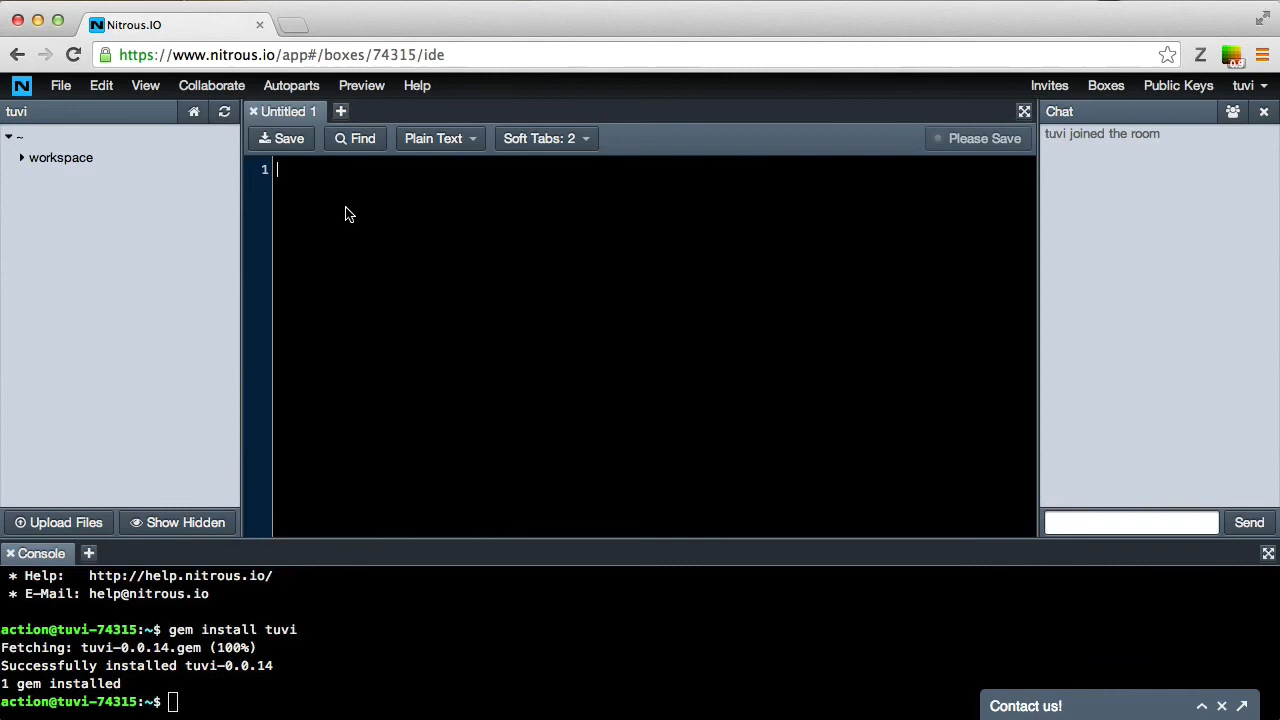 Nitrous.IO
https://www.nitrous.io/app#/boxes/74315/ide
File Edit View Collaborate Autoparts Preview Help Invites Boxes Public Keys tuvi
tuvi
Untitled 1
Chat
~
Save Find Plain Text Soft Tabs: 2 Please Save
tuvi joined the room
workspace
1
Upload Files Show Hidden
Send
Console
* Help:   http://help.nitrous.io/
* E-Mail: help@nitrous.io
action@tuvi-74315:~$ gem install tuvi
Fetching: tuvi-0.0.14.gem (100%)
Successfully installed tuvi-0.0.14
1 gem installed
action@tuvi-74315:~$
Contact us!